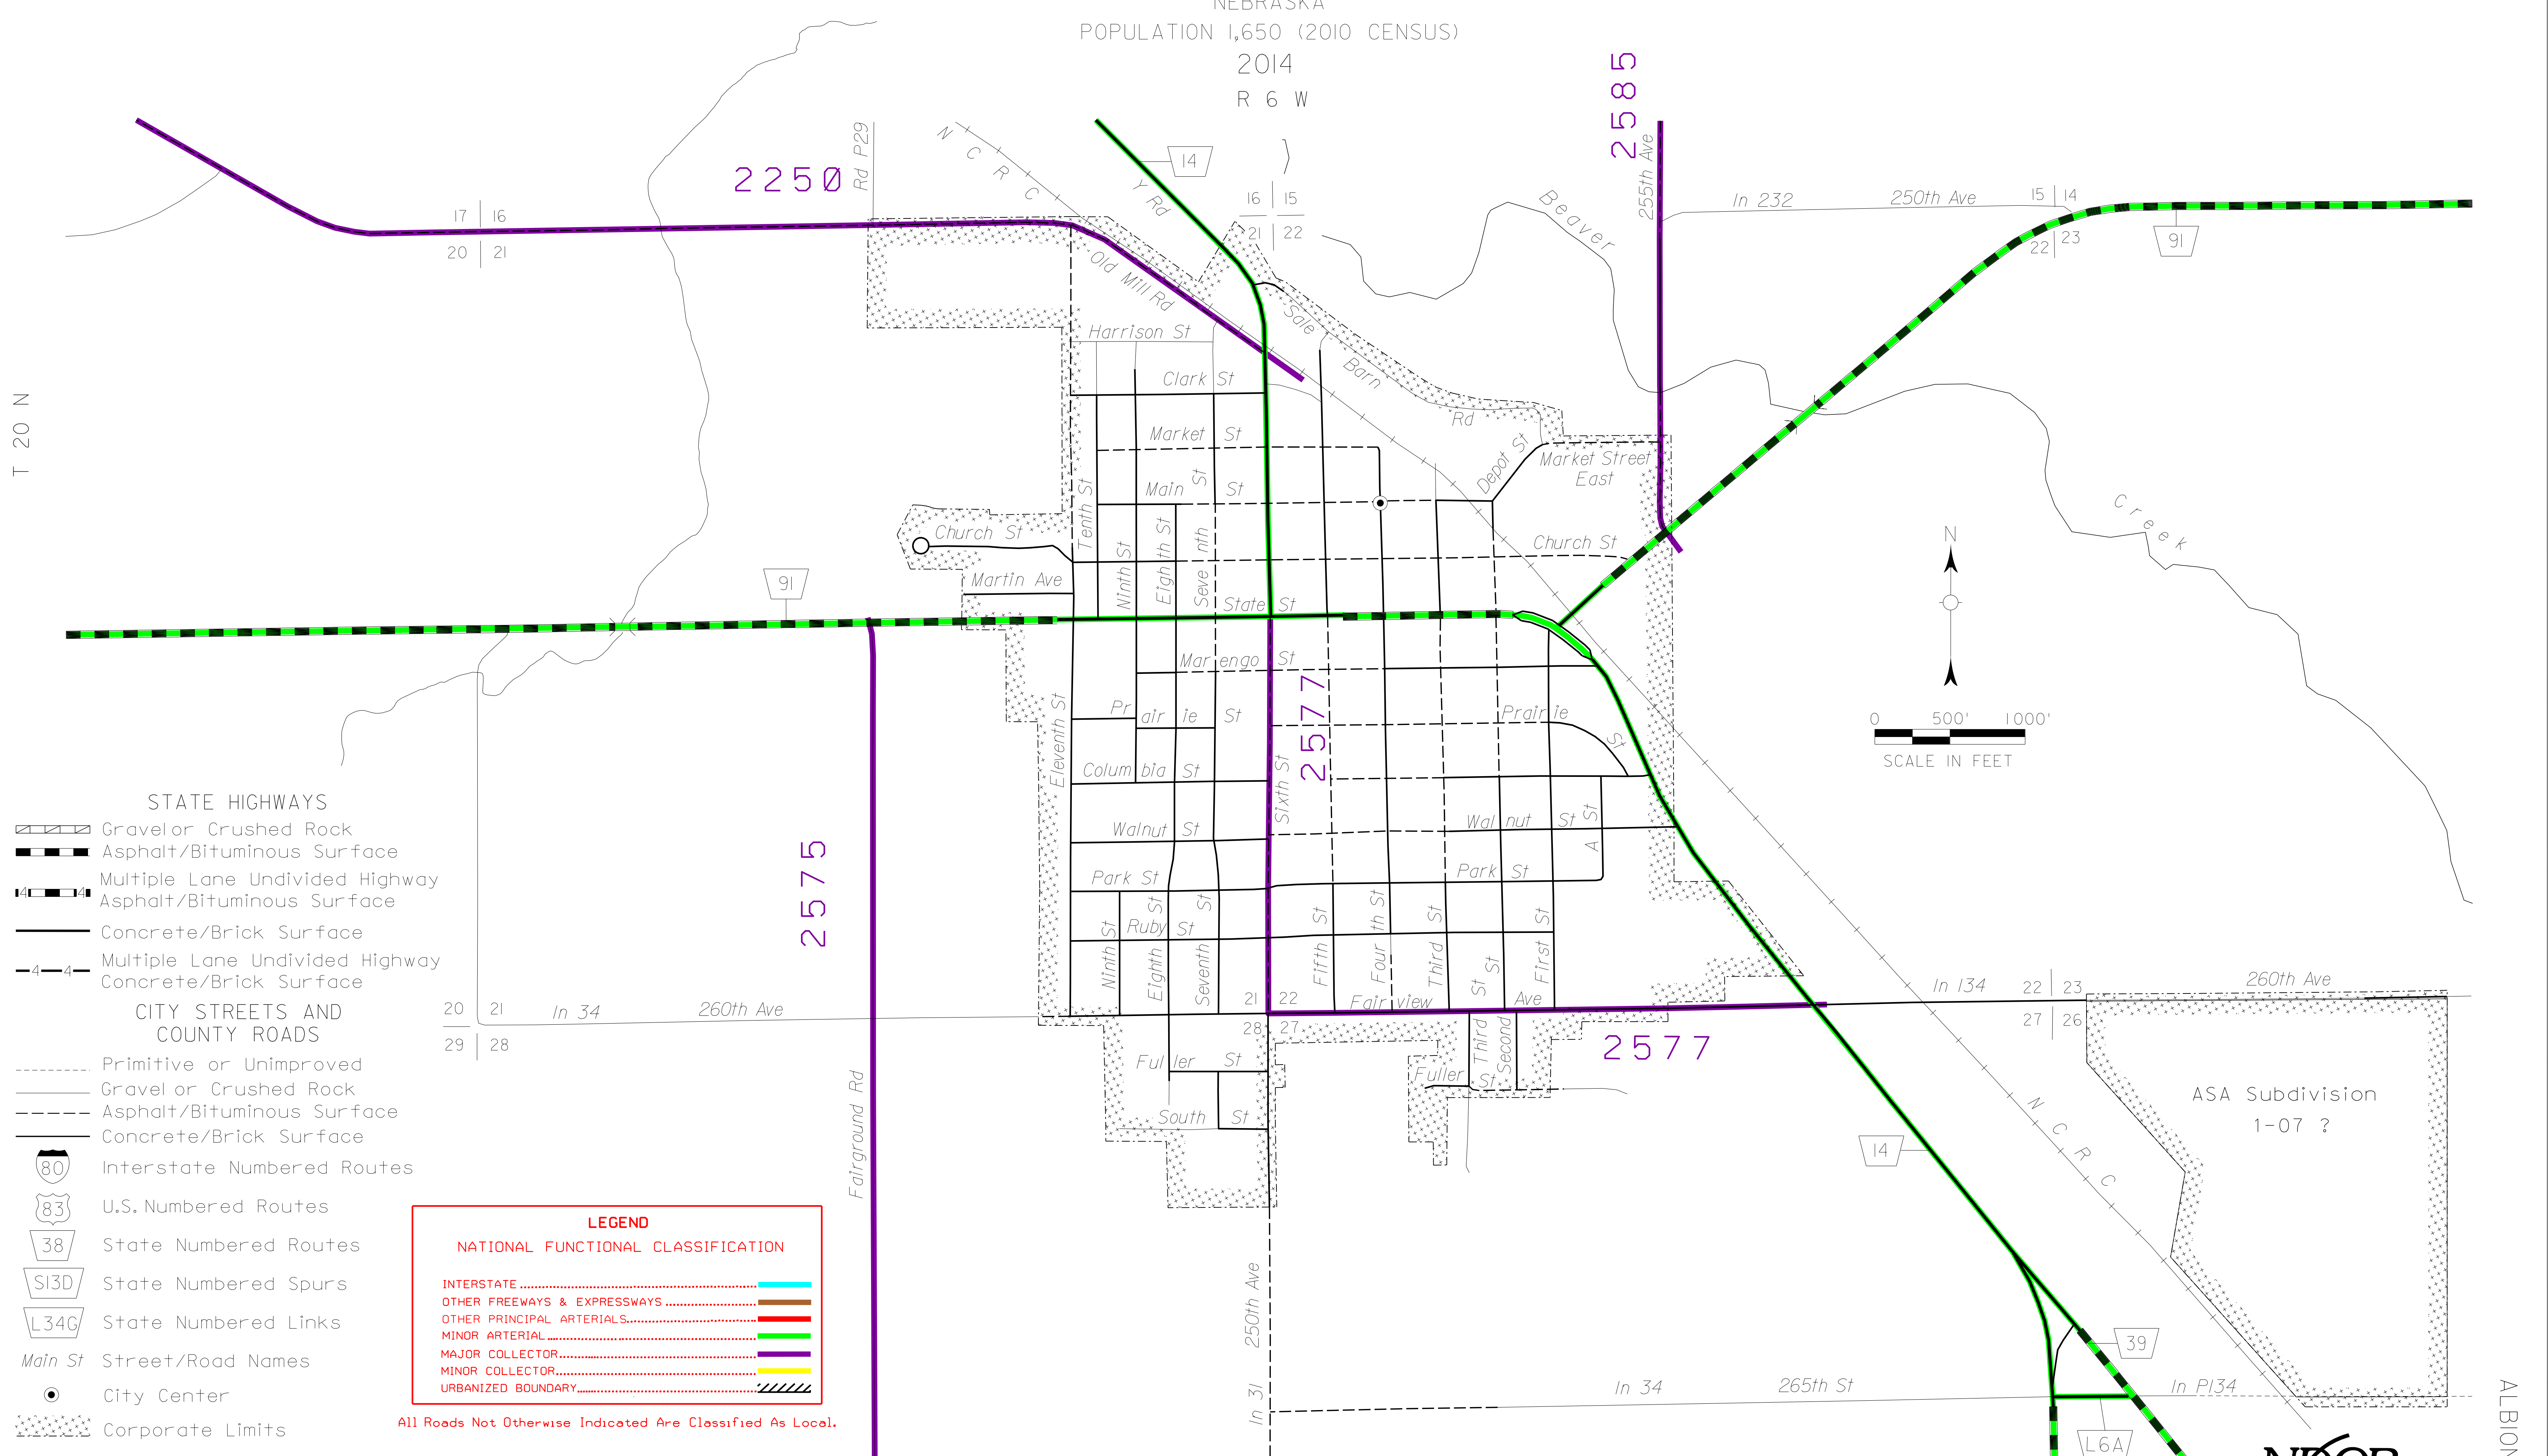 NEBRASKA
POPULATION 1,650 (2010 CENSUS)
2014
R 6 W
T 20 N
2250
Rd P29
N C R C
14
Y Rd
16 15
21 22
2585
255th Ave
Beaver
In 232
250th Ave
15 14
22 23
91
17 16
20 21
Old Mill Rd
Sale
Barn
Rd
Harrison St
Clark St
Market St
Depot St
Market Street
East
Main St
Tenth St
Ninth St
Eighth St
Seventh St
Church St
Church St
Creek
N
Martin Ave
91
State St
Marengo St
Eleventh St
Prairie St
Prairie St
2577
Sixth St
Columbia St
0 500' 1000'
SCALE IN FEET
Walnut St
Walnut St
A St
Park St
Park St
2575
Ruby St
Ninth St
Eighth St
Seventh St
Fifth St
Fourth St
Third St
St
First St
Fairview Ave
21 22
28 27
20 21
29 28
In 34
260th Ave
In 134
22 23
27 26
260th Ave
2577
Fuller St
Third St
Second
Fuller St
South St
Fairground Rd
ASA Subdivision
1-07 ?
14
N C R C
250th Ave
In 31
39
In 34
265th St
In P134
L6A
ALBION
STATE HIGHWAYS
Gravel or Crushed Rock
Asphalt/Bituminous Surface
4 4 Multiple Lane Undivided Highway
Asphalt/Bituminous Surface
Concrete/Brick Surface
4 4 Multiple Lane Undivided Highway
Concrete/Brick Surface
CITY STREETS AND
COUNTY ROADS
Primitive or Unimproved
Gravel or Crushed Rock
Asphalt/Bituminous Surface
Concrete/Brick Surface
80 Interstate Numbered Routes
83 U.S. Numbered Routes
38 State Numbered Routes
S13D State Numbered Spurs
L34G State Numbered Links
Main St Street/Road Names
City Center
Corporate Limits
LEGEND
NATIONAL FUNCTIONAL CLASSIFICATION
INTERSTATE
OTHER FREEWAYS & EXPRESSWAYS
OTHER PRINCIPAL ARTERIALS
MINOR ARTERIAL
MAJOR COLLECTOR
MINOR COLLECTOR
URBANIZED BOUNDARY
All Roads Not Otherwise Indicated Are Classified As Local.
NDOR